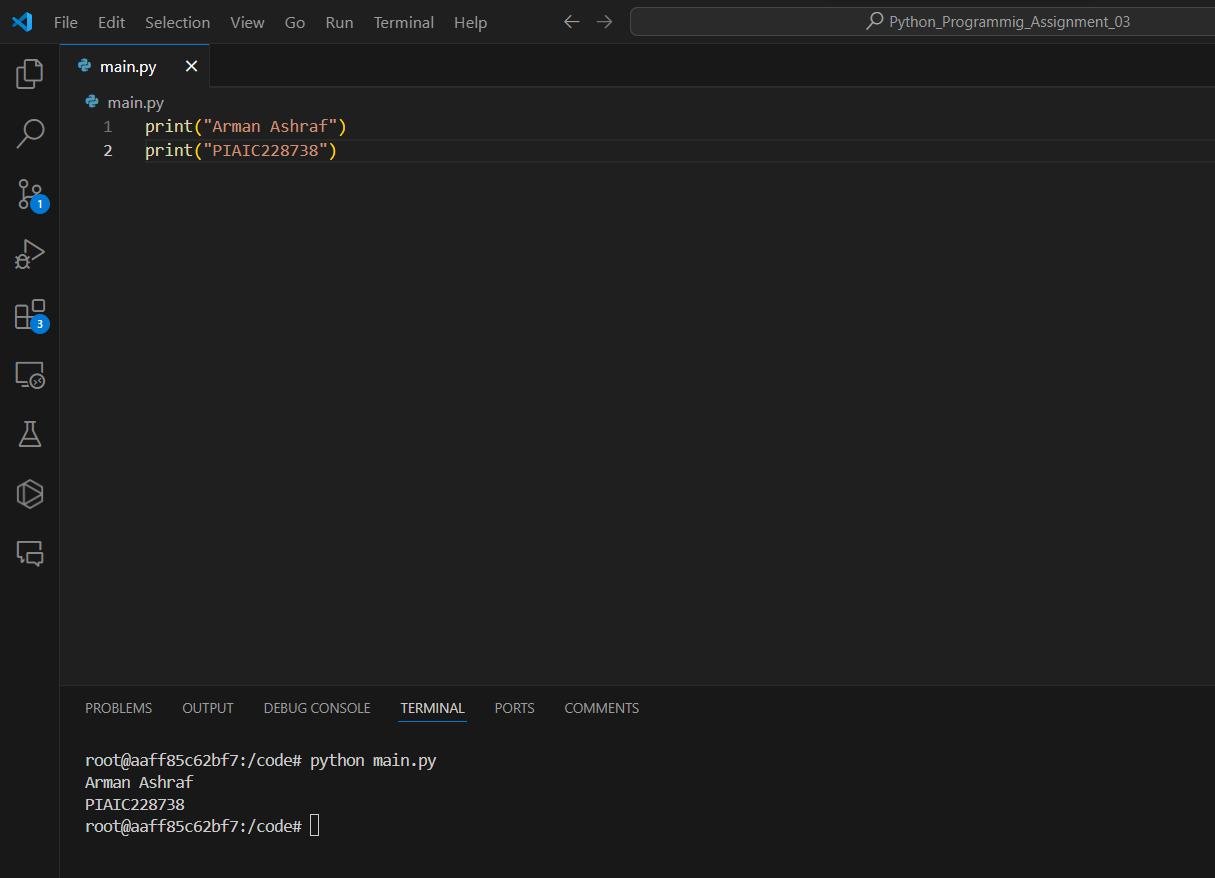 File Edit Selection View Go Run Terminal Help
Python_Programmig_Assignment_03
main.py
main.py
1 print("Arman Ashraf")
2 print("PIAIC228738")
1
3
PROBLEMS OUTPUT DEBUG CONSOLE TERMINAL PORTS COMMENTS
root@aaff85c62bf7:/code# python main.py
Arman Ashraf
PIAIC228738
root@aaff85c62bf7:/code#